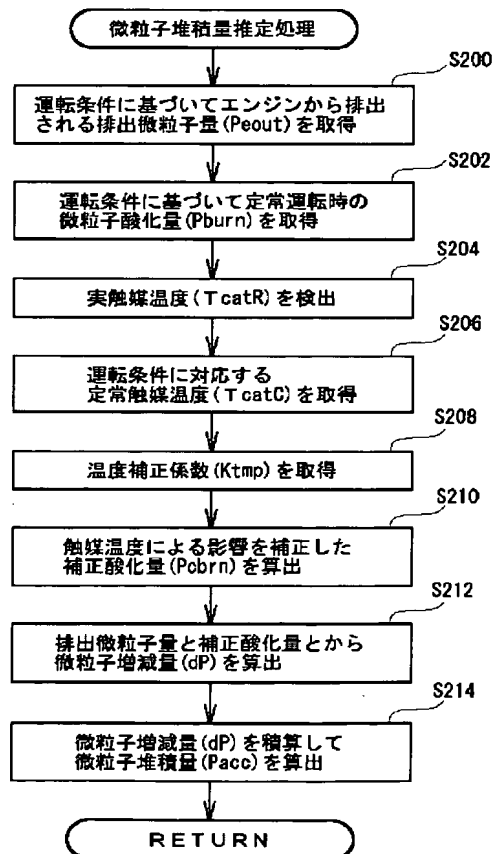 微粒子堆積量推定処理
S200
運転条件に基づいてエンジンから排出
される排出微粒子量(Peout)を取得
S202
運転条件に基づいて定常運転時の
微粒子酸化量(Pburn)を取得
S204
実触媒温度(TcatR)を検出
S206
運転条件に対応する
定常触媒温度(TcatC)を取得
S208
温度補正係数(Ktmp)を取得
S210
触媒温度による影響を補正した
補正酸化量(Pcbrn)を算出
S212
排出微粒子量と補正酸化量とから
微粒子増減量(dP)を算出
S214
微粒子増減量(dP)を積算して
微粒子堆積量(Pacc)を算出
RETURN